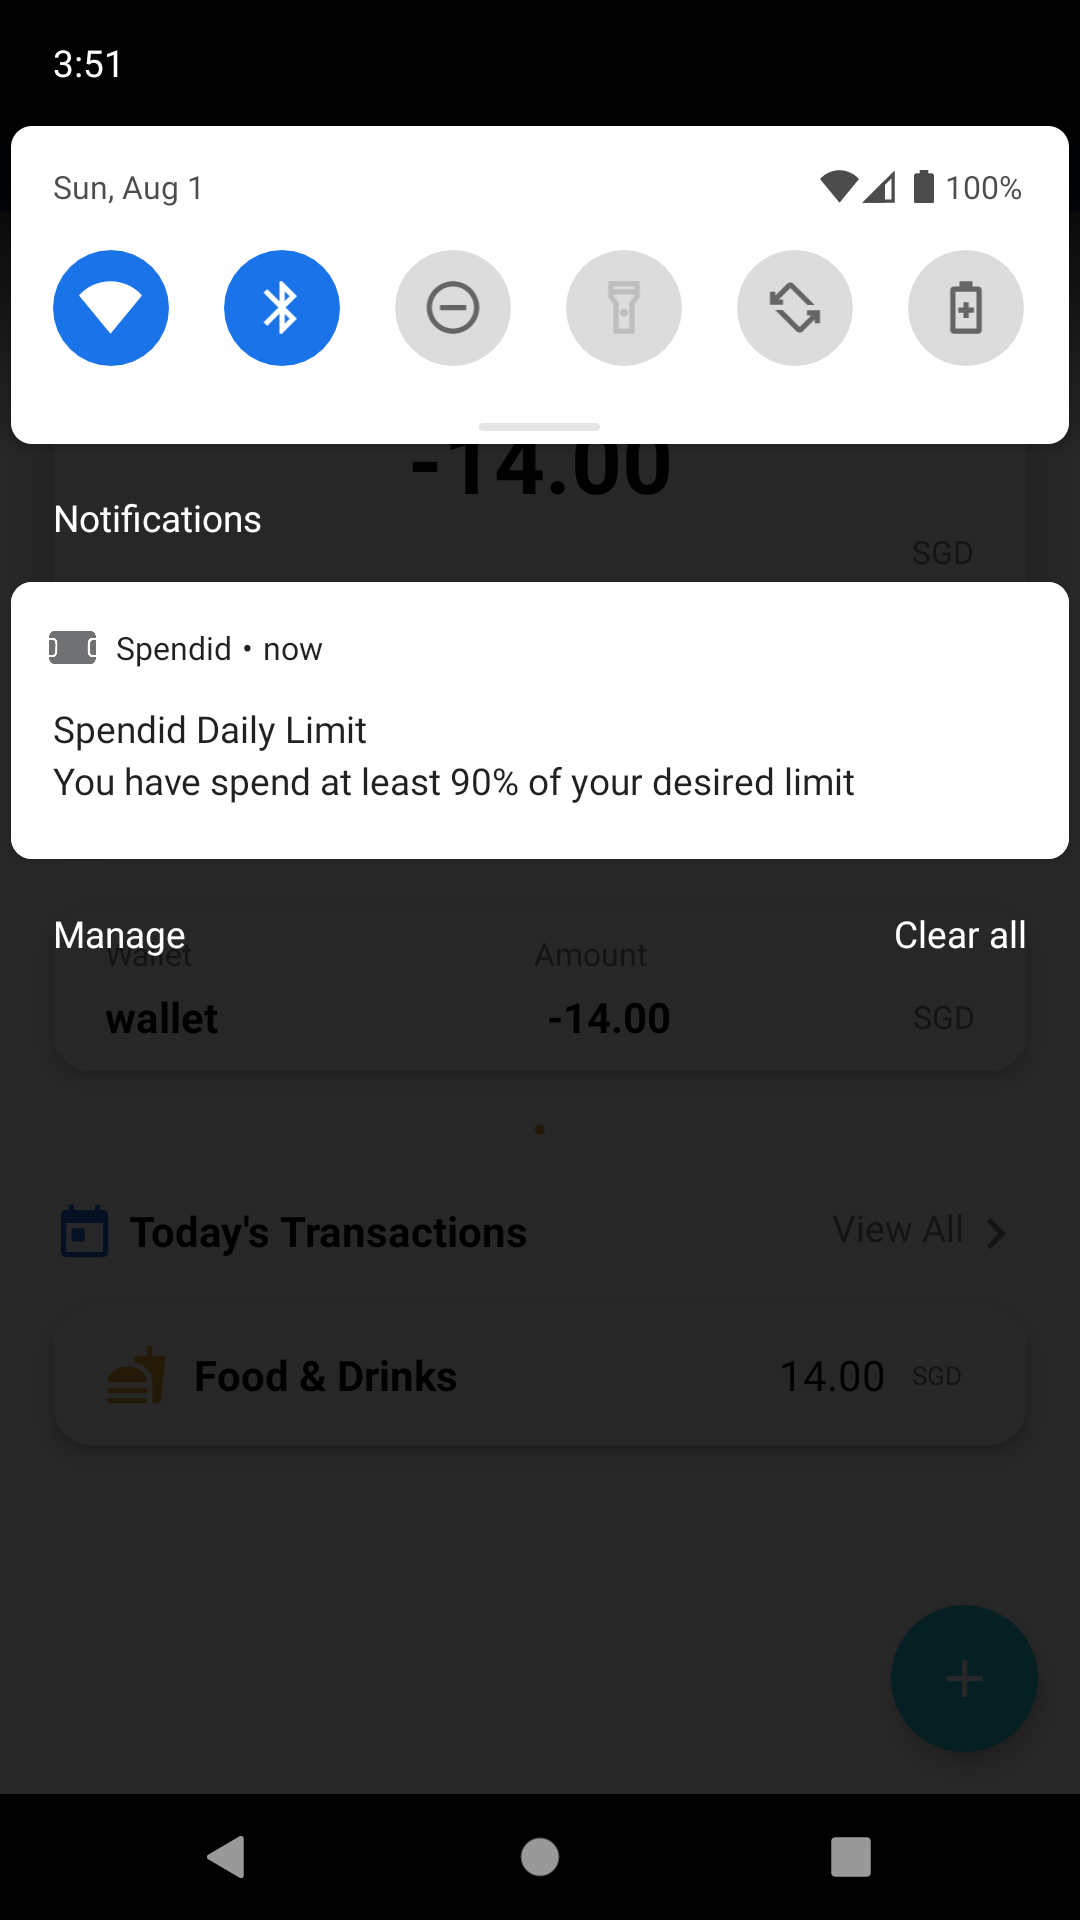 3:51
Sun, Aug 1
100%
-14.00
Notifications
SGD
Spendid • now
Spendid Daily Limit
You have spend at least 90% of your desired limit
Manage
Clear all
Wallet
Amount
wallet
-14.00
SGD
Today's Transactions
View All
Food & Drinks
14.00 SGD